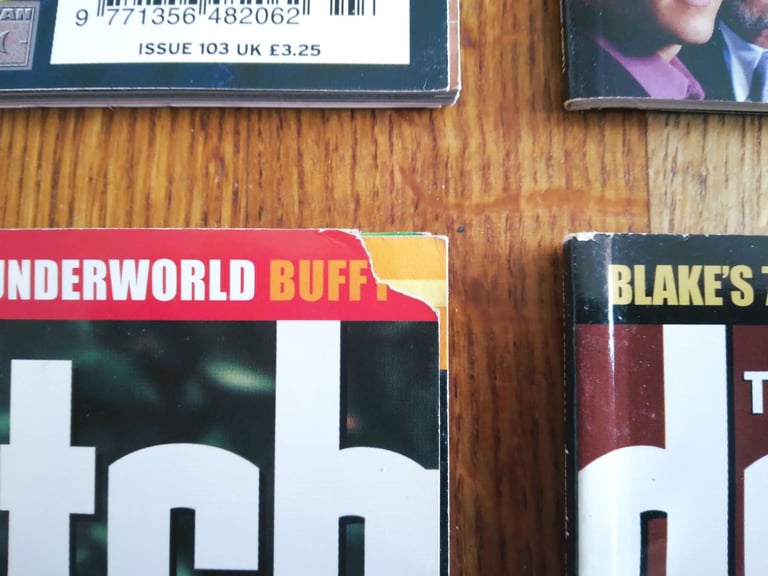 9 771356 482062
ISSUE 103 UK £3.25
UNDERWORLD BUFFY
BLAKE'S 7
tch
d
T